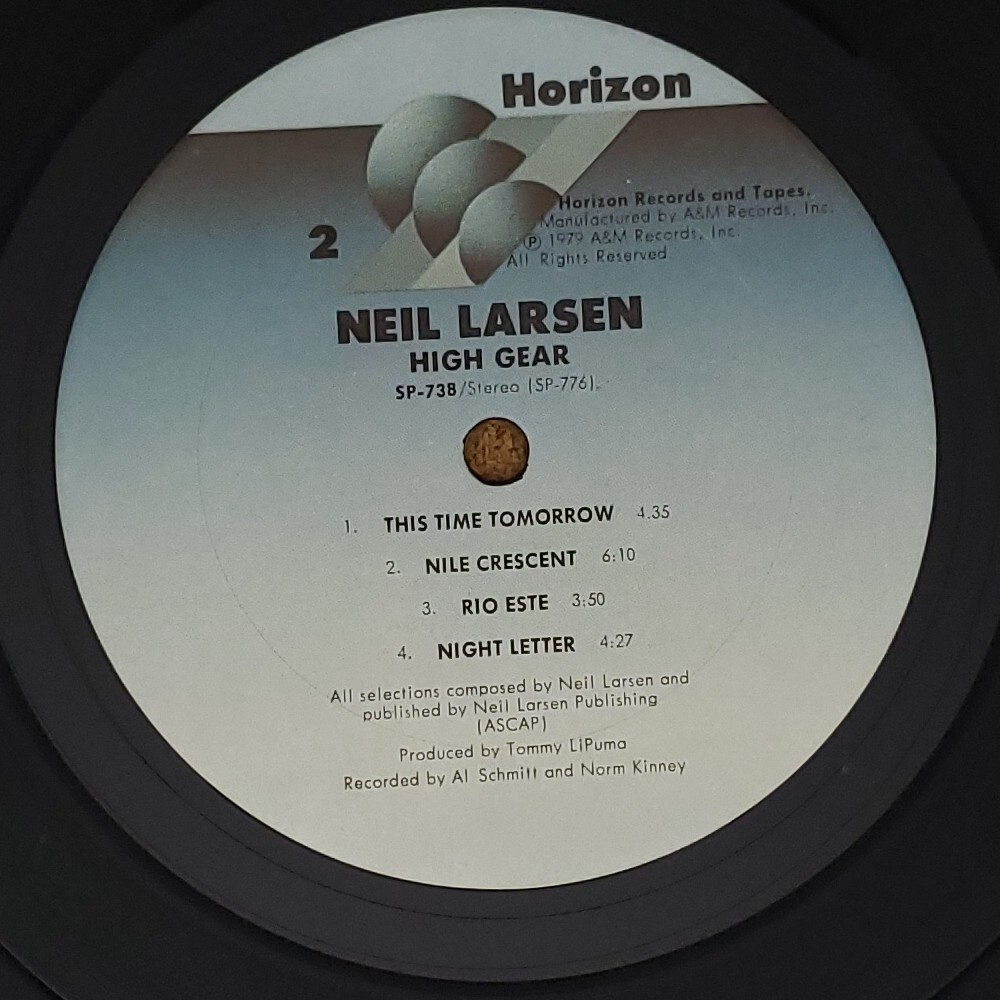 Horizon
Horizon Records and Tapes.
Manufactured by A&M Records, Inc.
℗ 1979 A&M Records, Inc.
All Rights Reserved.
2
NEIL LARSEN
HIGH GEAR
SP-738/Stereo (SP-776)
1. THIS TIME TOMORROW 4.35
2. NILE CRESCENT 6:10
3. RIO ESTE 3:50
4. NIGHT LETTER 4:27
All selections composed by Neil Larsen and
published by Neil Larsen Publishing
(ASCAP)
Produced by Tommy LiPuma
Recorded by Al Schmitt and Norm Kinney